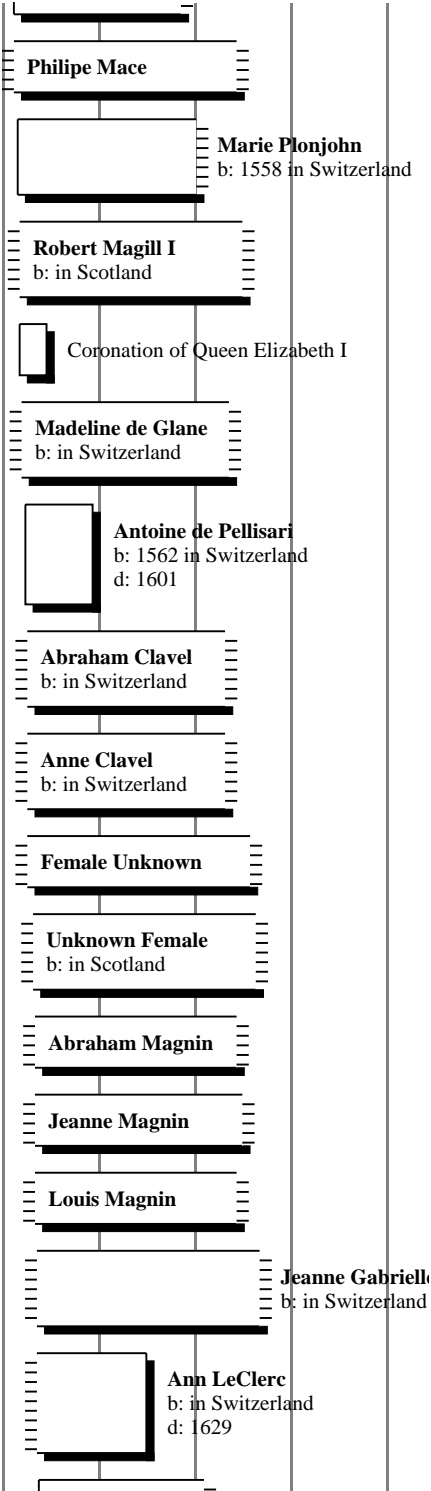 Philipe Mace
Marie Plonjohn
b: 1558 in Switzerland
Robert Magill I
b: in Scotland
Coronation of Queen Elizabeth I
Madeline de Glane
b: in Switzerland
Antoine de Pellisari
b: 1562 in Switzerland
d: 1601
Abraham Clavel
b: in Switzerland
Anne Clavel
b: in Switzerland
Female Unknown
Unknown Female
b: in Scotland
Abraham Magnin
Jeanne Magnin
Louis Magnin
Jeanne Gabrielle
b: in Switzerland
Ann LeClerc
b: in Switzerland
d: 1629